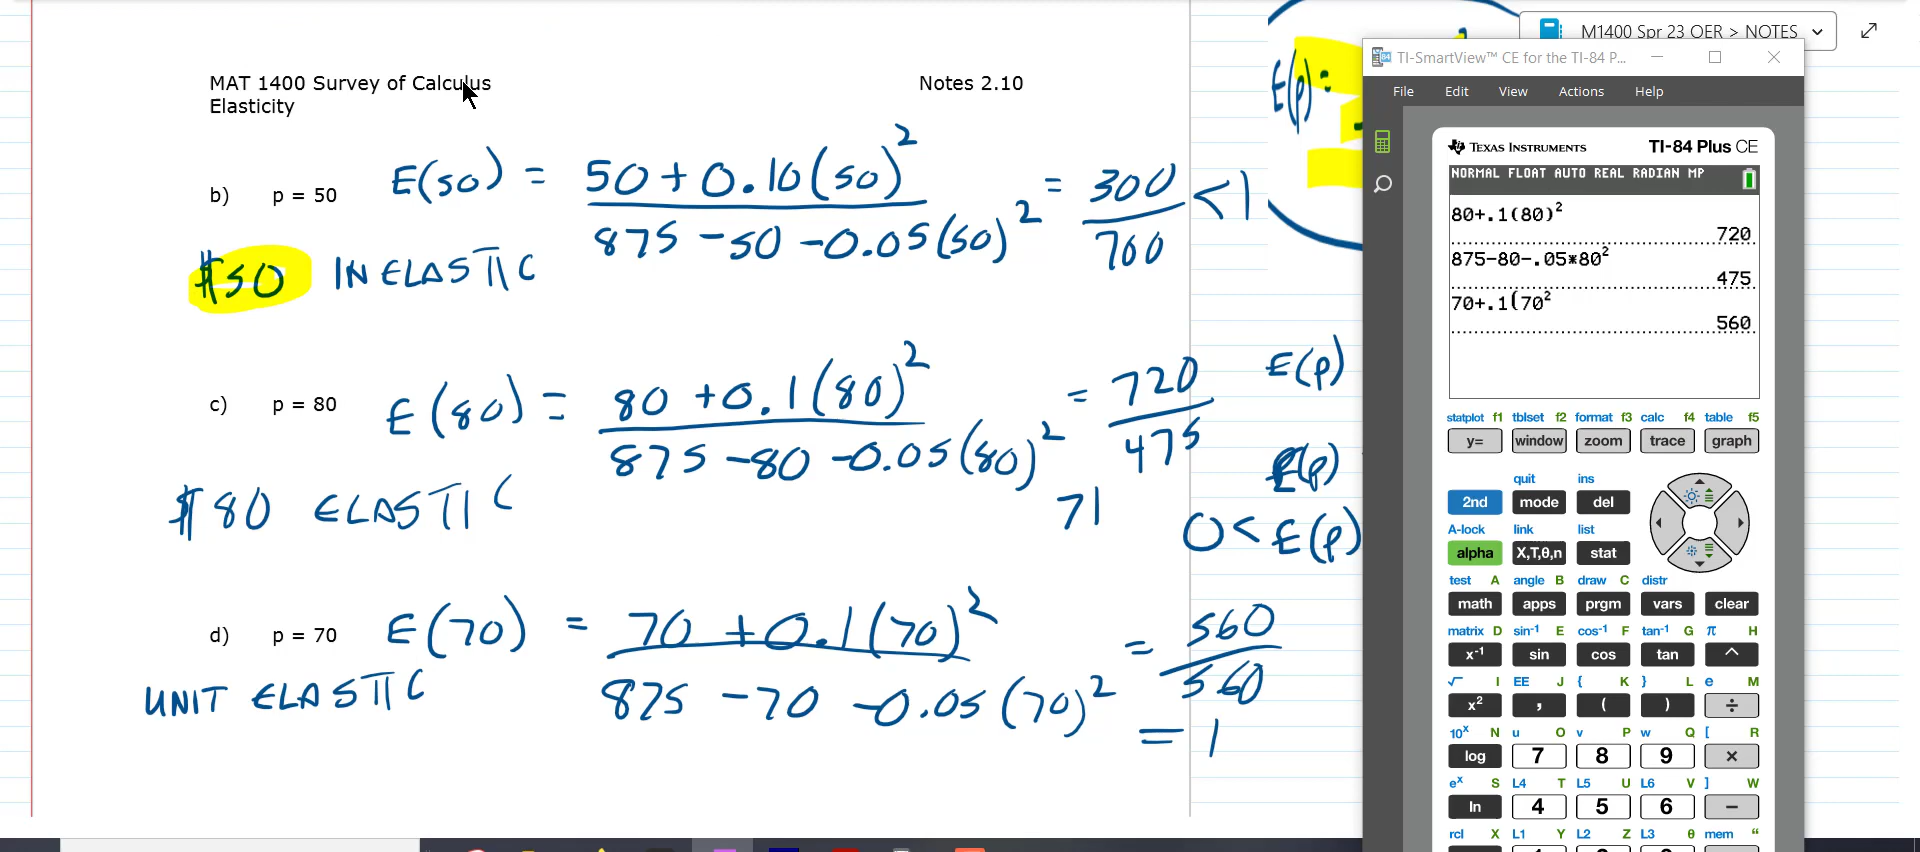 MAT 1400 Survey of Calculus Notes 2.10
Elasticity
b) p = 50 E(50) = 50 + 0.10(50)² / 875 - 50 - 0.05(50)² = 300/700 < 1
$50 INELASTIC
c) p = 80 E(80) = 80 + 0.1(80)² / 875 - 80 - 0.05(80)² = 720/475
71
$80 ELASTIC
d) p = 70 E(70) = 70 + 0.1(70)² / 875 - 70 - 0.05(70)² = 560/560
= 1
UNIT ELASTIC
E(p) =
E(p)
E(p)
0 < E(p)
M1400 Spr 23 OER > NOTES
TI-SmartView™ CE for the TI-84 P...
File Edit View Actions Help
TEXAS INSTRUMENTS TI-84 Plus CE
NORMAL FLOAT AUTO REAL RADIAN MP
80+.1(80)²
720
875-80-.05*80²
475
70+.1(70²
560
statplot f1 tblset f2 format f3 calc f4 table f5
y= window zoom trace graph
quit ins
2nd mode del
A-lock link list
alpha X,T,θ,n stat
test A angle B draw C distr
math apps prgm vars clear
matrix D sin⁻¹ E cos⁻¹ F tan⁻¹ G π H
x⁻¹ sin cos tan ^
√ I EE J { K } L e M
x² , ( ) ÷
10ˣ N u O v P w Q [ R
log 7 8 9 ×
eˣ S L4 T L5 U L6 V ] W
ln 4 5 6 −
rcl X L1 Y L2 Z L3 θ mem "